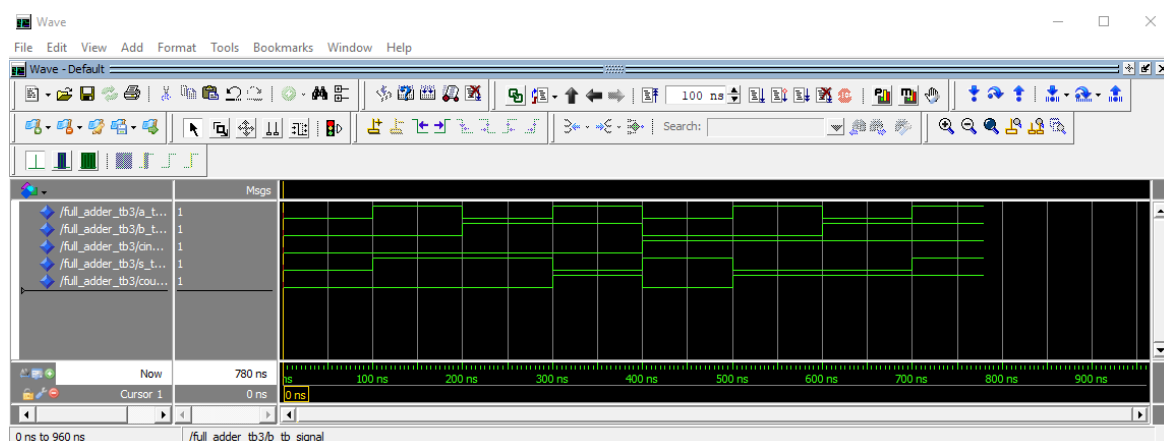 Wave
File Edit View Add Format Tools Bookmarks Window Help
Wave - Default
100 ns
Search:
Msgs
/full_adder_tb3/a_t... 1
/full_adder_tb3/b_t... 1
/full_adder_tb3/cin... 1
/full_adder_tb3/s_t... 1
/full_adder_tb3/cou... 1
Now 780 ns
ns 100 ns 200 ns 300 ns 400 ns 500 ns 600 ns 700 ns 800 ns 900 ns
Cursor 1 0 ns 0 ns
0 ns to 960 ns /full_adder_tb3/b_tb_signal